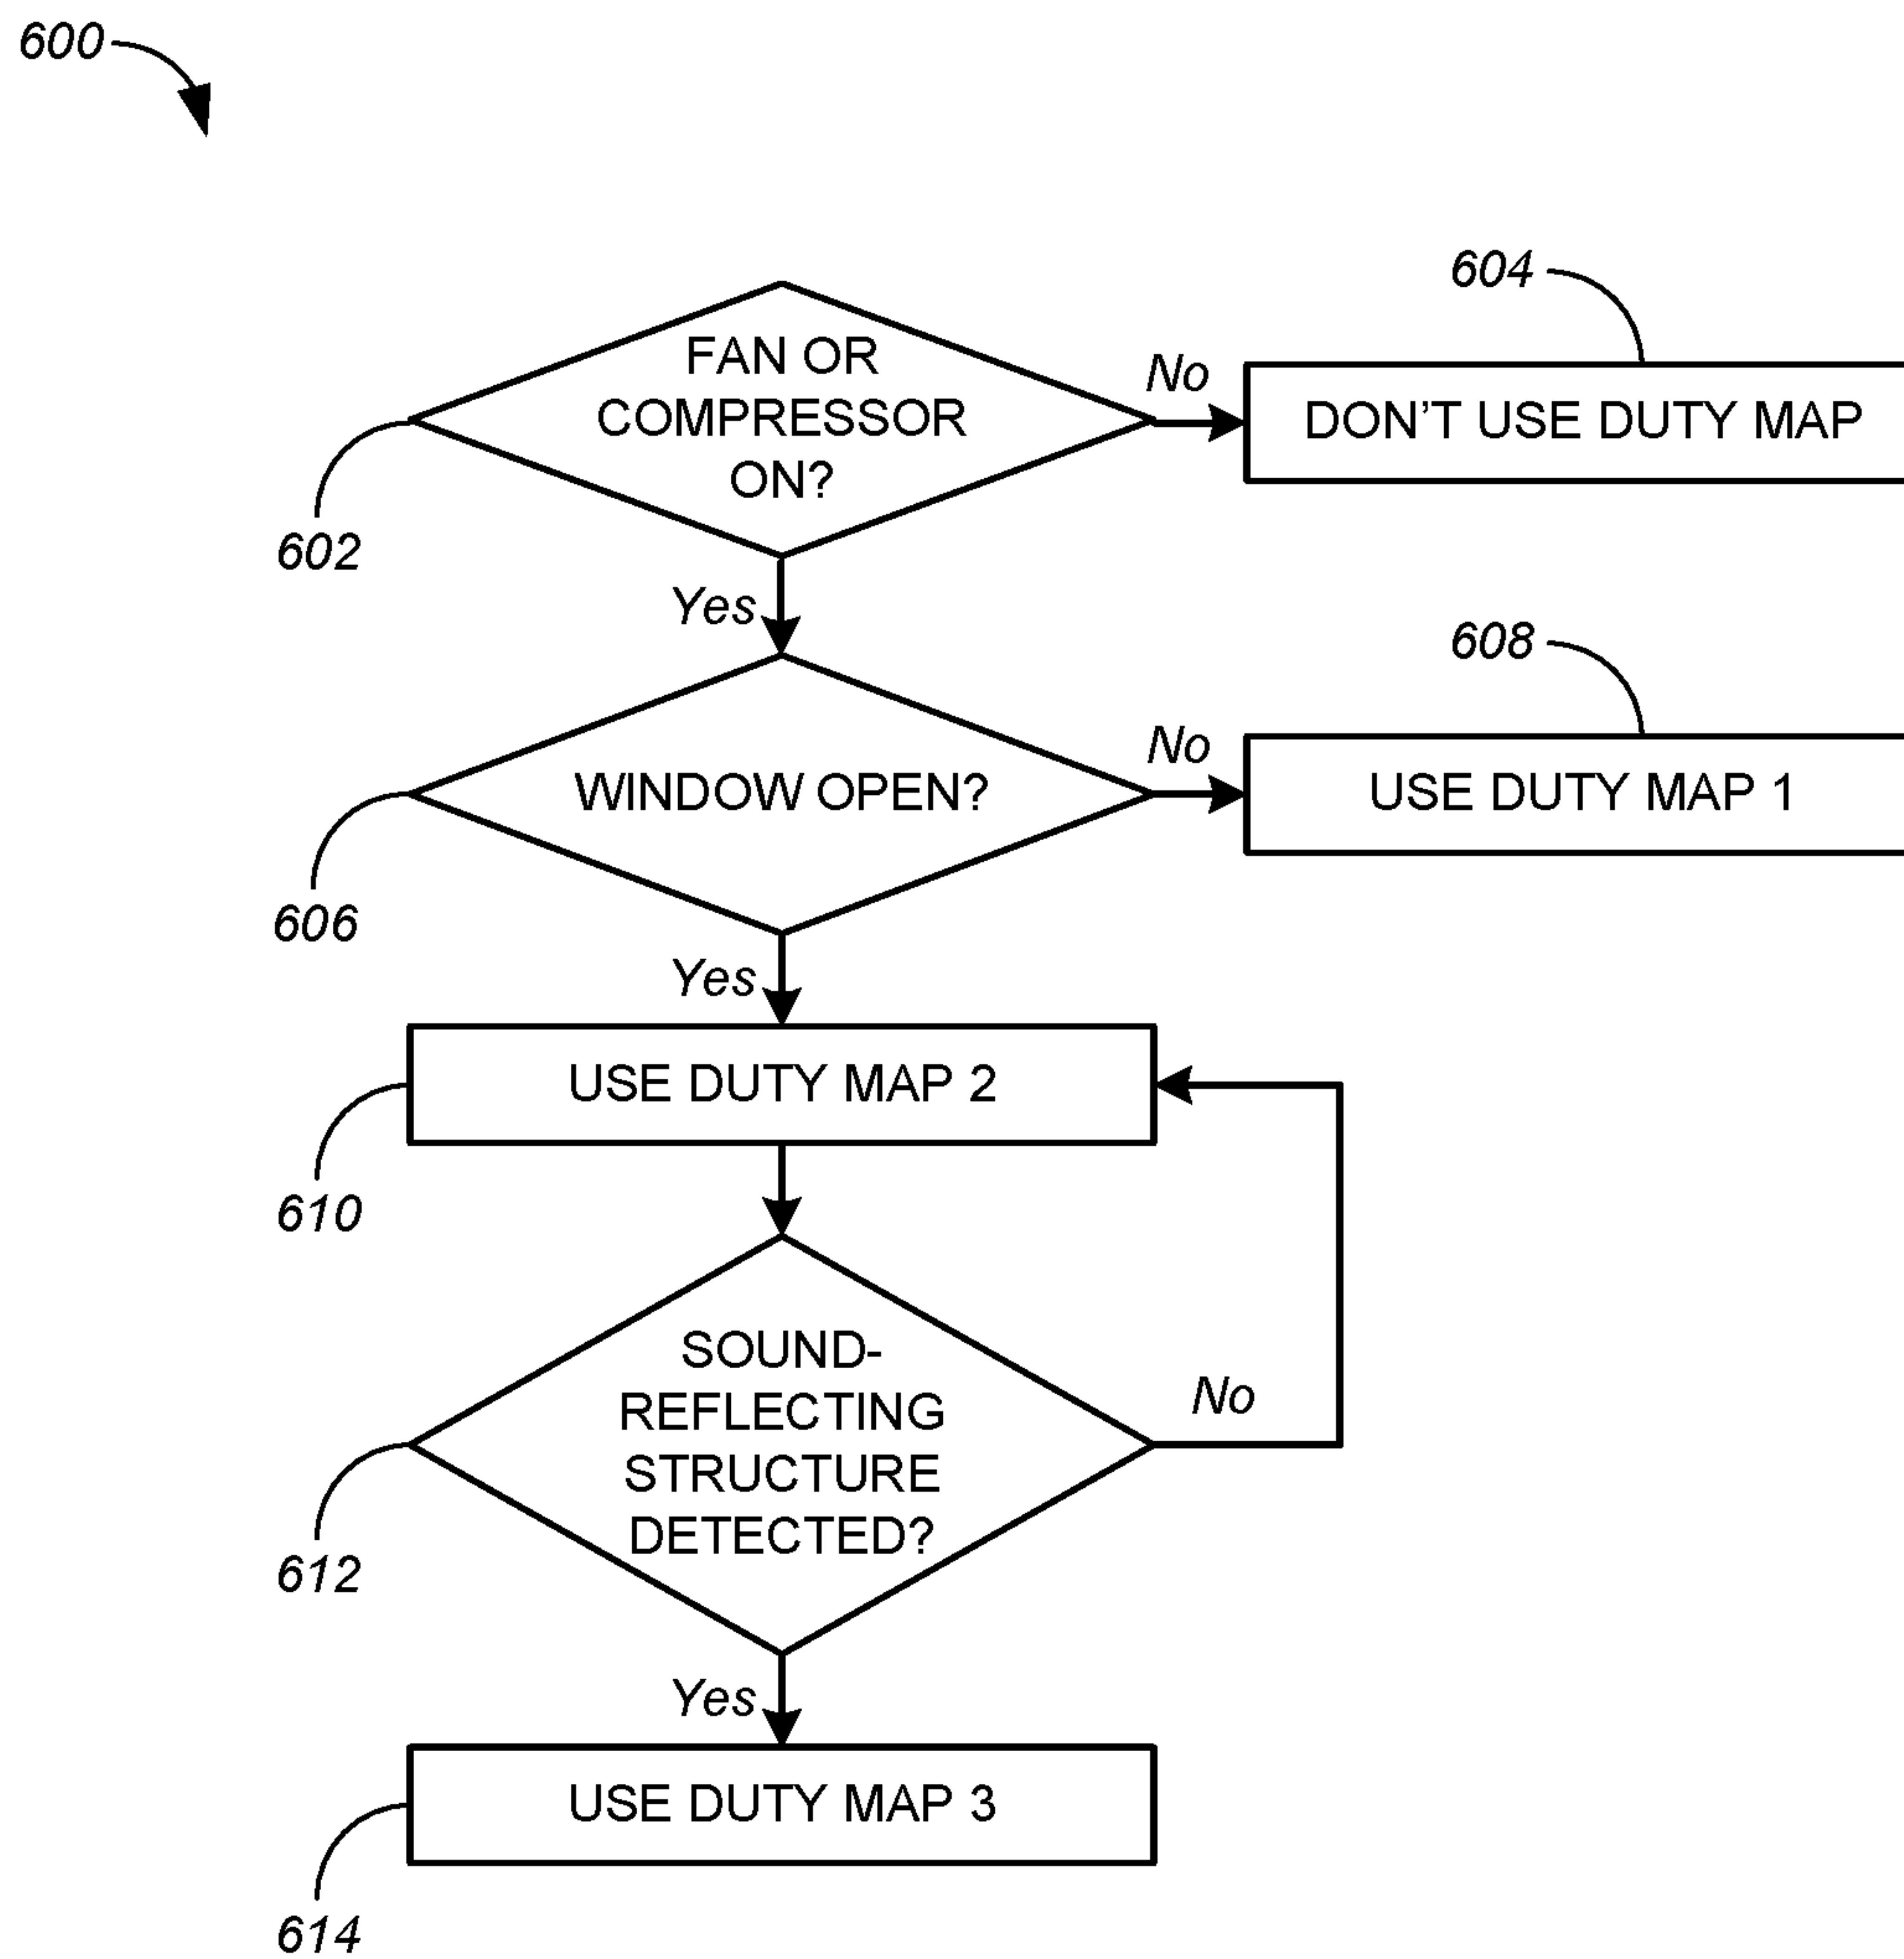 600
604
FAN OR
COMPRESSOR
ON?
No
DON'T USE DUTY MAP
602
Yes
608
WINDOW OPEN?
No
USE DUTY MAP 1
606
Yes
USE DUTY MAP 2
610
SOUND-
REFLECTING
STRUCTURE
DETECTED?
No
612
Yes
USE DUTY MAP 3
614